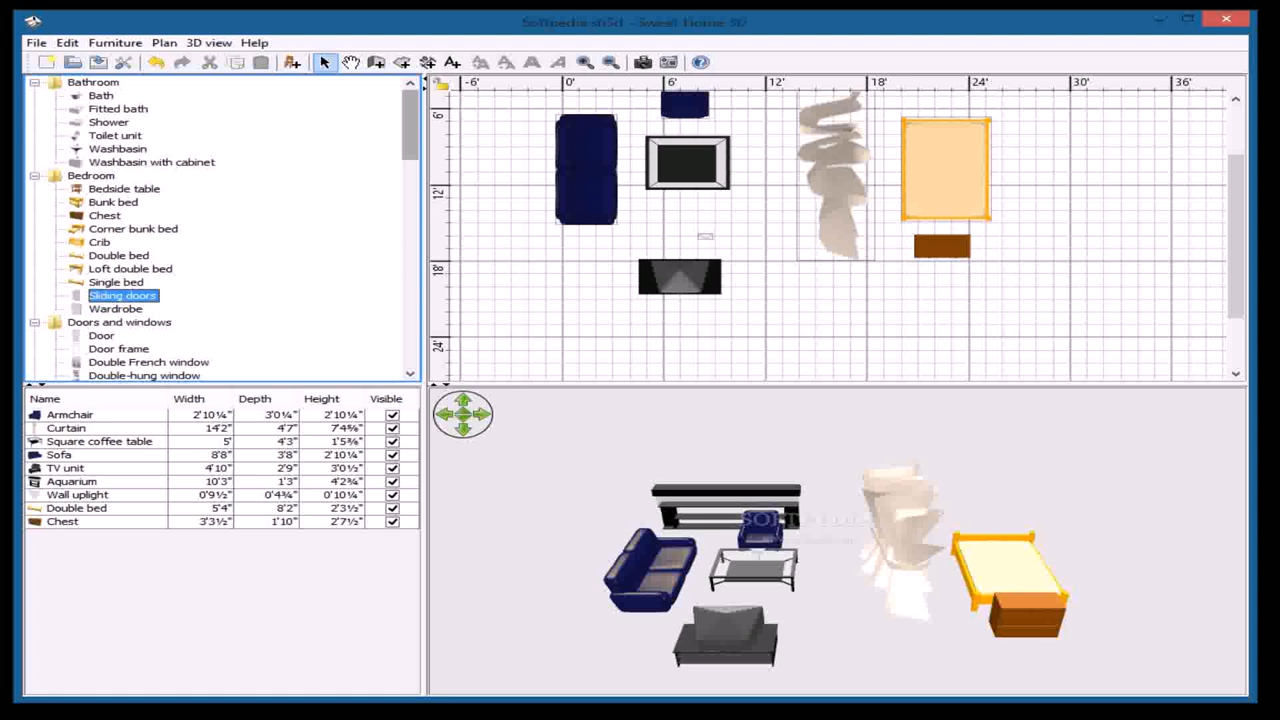 Softpedia.sh3d - Sweet Home 3D
File Edit Furniture Plan 3D view Help
Bathroom
Bath
Fitted bath
Shower
Toilet unit
Washbasin
Washbasin with cabinet
Bedroom
Bedside table
Bunk bed
Chest
Corner bunk bed
Crib
Double bed
Loft double bed
Single bed
Sliding doors
Wardrobe
Doors and windows
Door
Door frame
Double French window
Double-hung window
-6' 0' 6' 12' 18' 24' 30' 36'
6'
12'
18'
24'
Name Width Depth Height Visible
Armchair 2'10¼" 3'0¼" 2'10¼"
Curtain 14'2" 4'7" 7'4⅝"
Square coffee table 5' 4'3" 1'5⅜"
Sofa 8'8" 3'8" 2'10¼"
TV unit 4'10" 2'9" 3'0½"
Aquarium 10'3" 1'3" 4'2¾"
Wall uplight 0'9½" 0'4¾" 0'10¼"
Double bed 5'4" 8'2" 2'3½"
Chest 3'3½" 1'10" 2'7½"
SOFTPEDIA